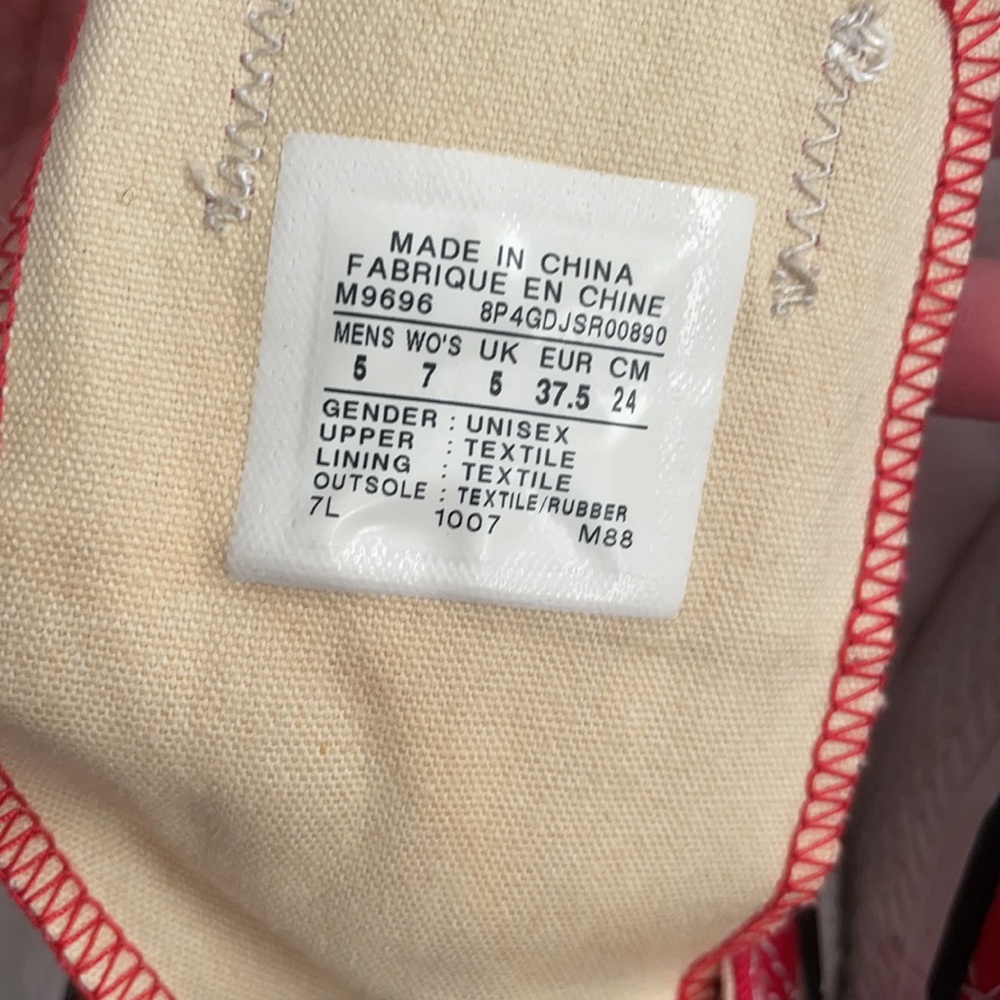 MADE IN CHINA
FABRIQUE EN CHINE
M9696 8P4GDJSR00890
MENS WO'S UK EUR CM
5 7 5 37.5 24
GENDER : UNISEX
UPPER : TEXTILE
LINING : TEXTILE
OUTSOLE : TEXTILE/RUBBER
7L 1007 M88